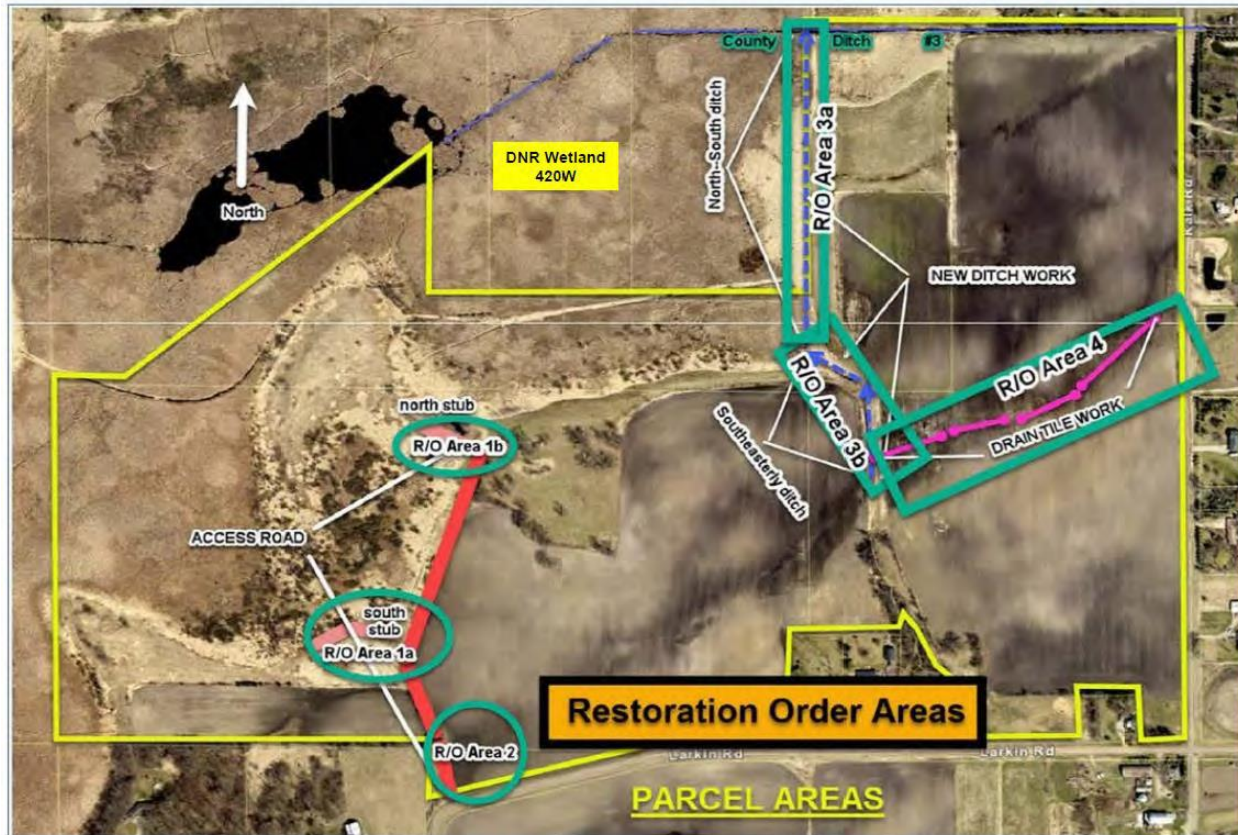 County Ditch #3
DNR Wetland
420W
North
North--South ditch
R/O Area 3a
NEW DITCH WORK
R/O Area 3b
R/O Area 4
DRAIN TILE WORK
Southeasterly ditch
north stub
R/O Area 1b
ACCESS ROAD
south
stub
R/O Area 1a
R/O Area 2
Restoration Order Areas
Larkin Rd
Larkin Rd
PARCEL AREAS